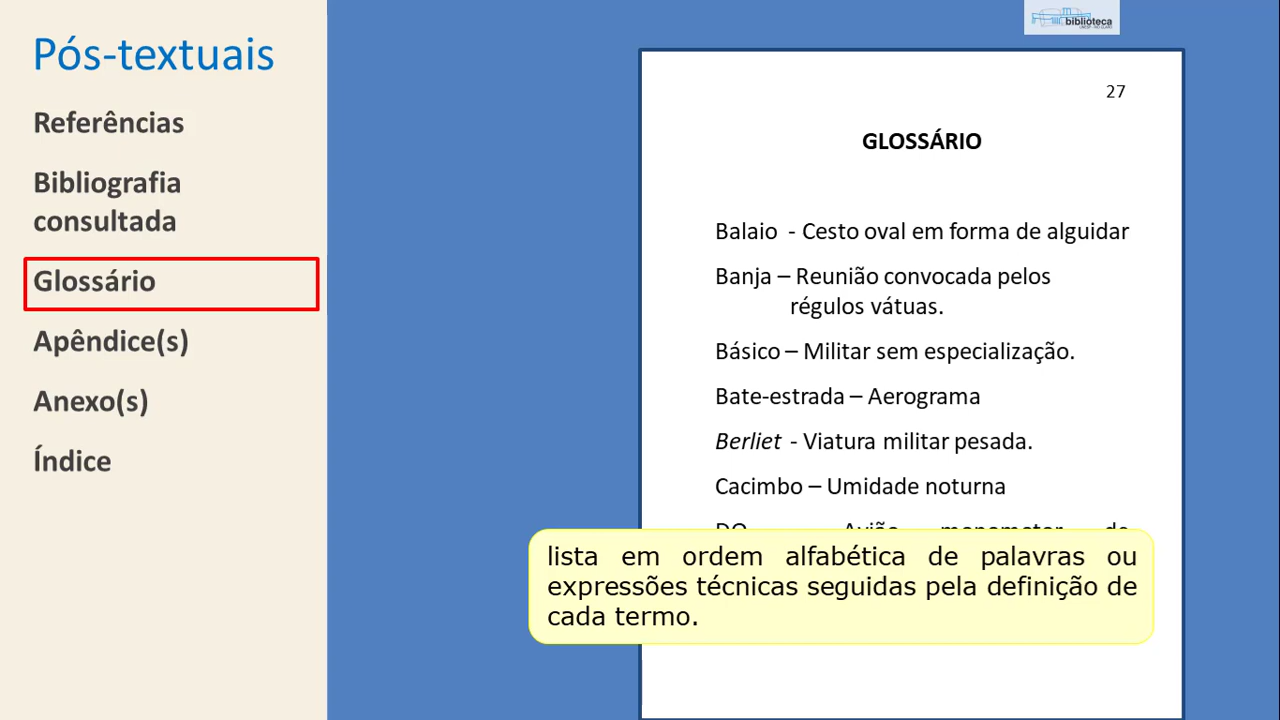 biblioteca
Pós-textuais
Referências
Bibliografia
consultada
Glossário
Apêndice(s)
Anexo(s)
Índice
27
GLOSSÁRIO
Balaio - Cesto oval em forma de alguidar
Banja – Reunião convocada pelos
régulos vátuas.
Básico – Militar sem especialização.
Bate-estrada – Aerograma
Berliet - Viatura militar pesada.
Cacimbo – Umidade noturna
lista em ordem alfabética de palavras ou
expressões técnicas seguidas pela definição de
cada termo.